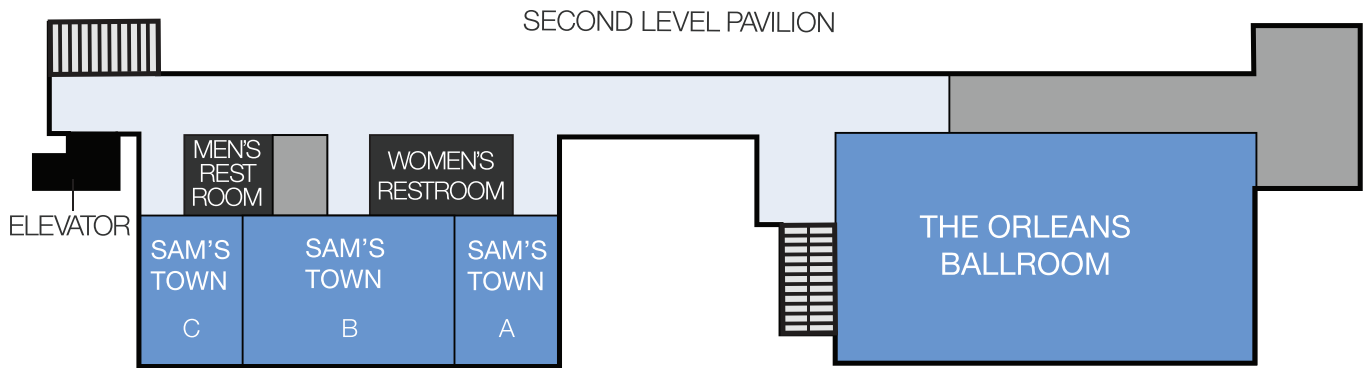 SECOND LEVEL PAVILION
MEN'S
REST
ROOM
WOMEN'S
RESTROOM
ELEVATOR
SAM'S
TOWN
C
SAM'S
TOWN
B
SAM'S
TOWN
A
THE ORLEANS
BALLROOM